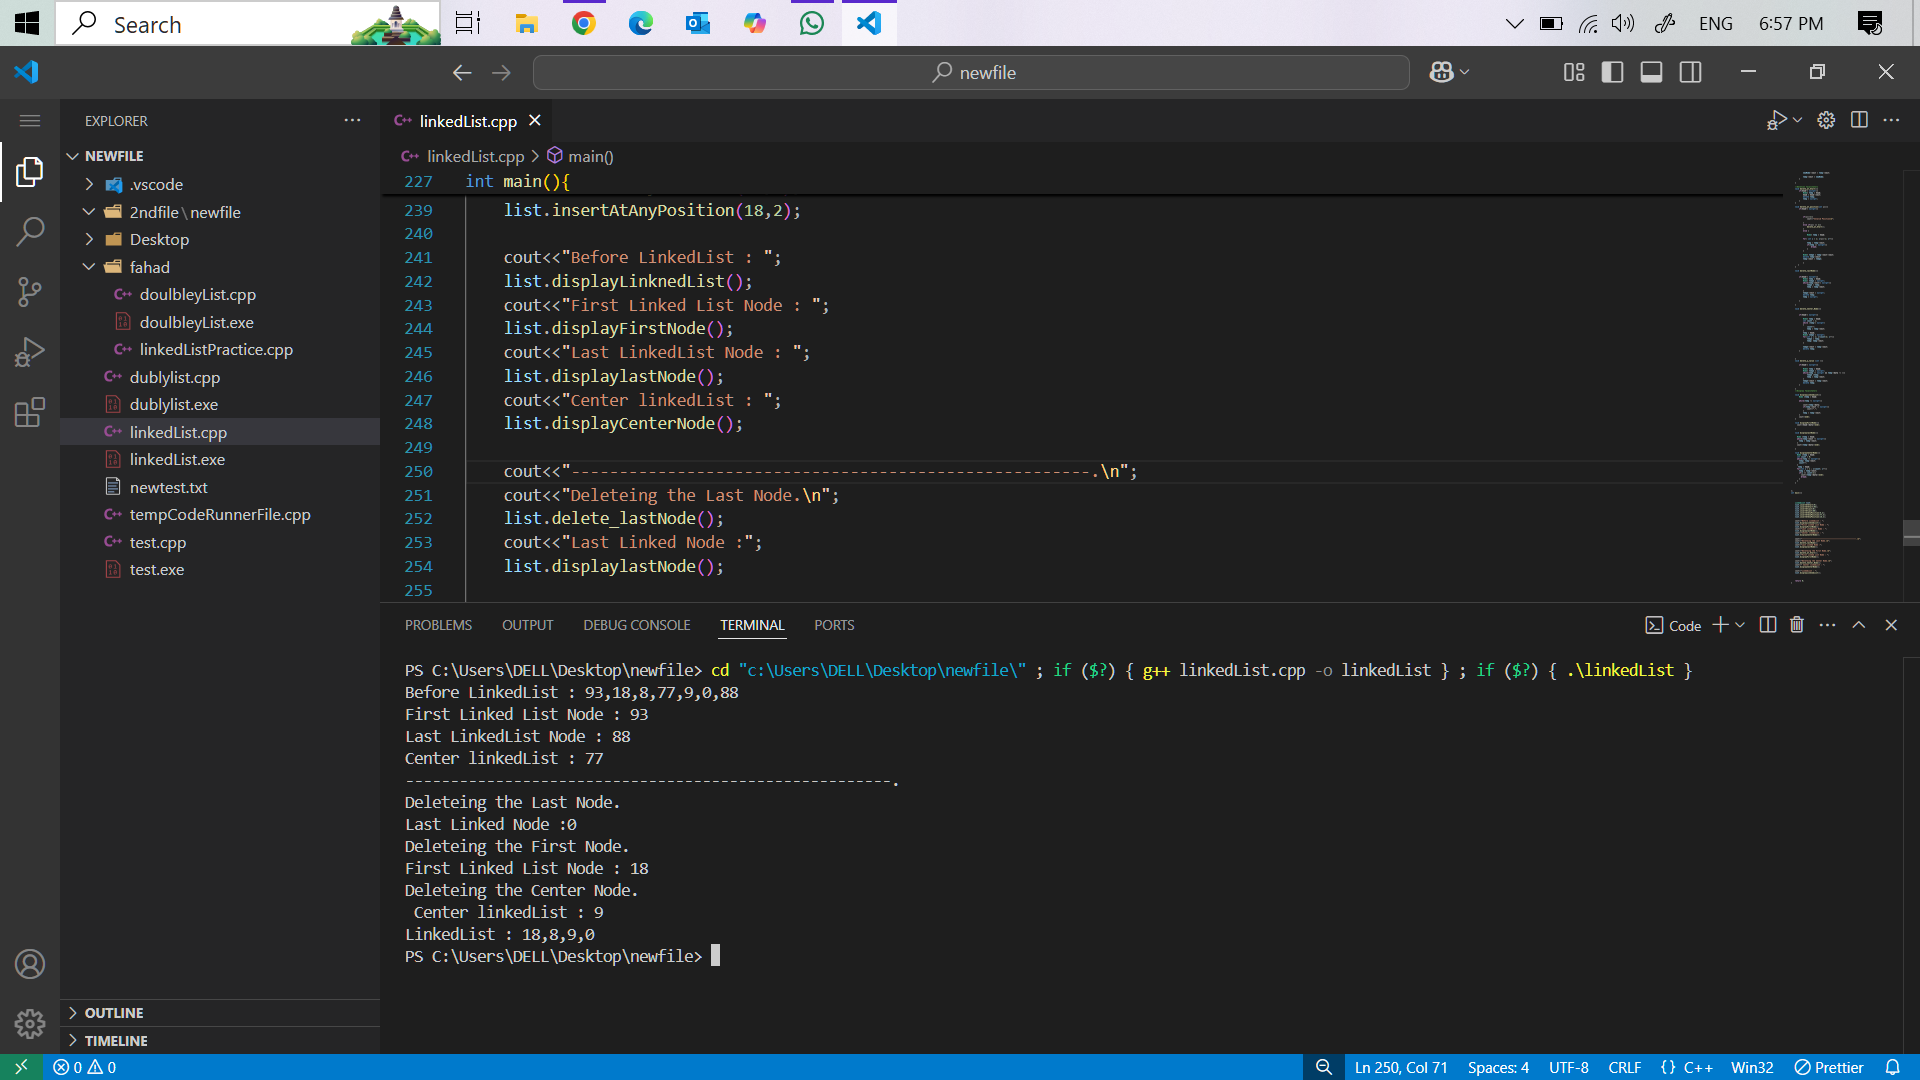 Search
ENG
6:57 PM
newfile
EXPLORER
NEWFILE
.vscode
2ndfile\newfile
Desktop
fahad
doulbleyList.cpp
doulbleyList.exe
linkedListPractice.cpp
dublylist.cpp
dublylist.exe
linkedList.cpp
linkedList.exe
newtest.txt
tempCodeRunnerFile.cpp
test.cpp
test.exe
OUTLINE
TIMELINE
linkedList.cpp
linkedList.cpp > main()
227 int main(){
239 list.insertAtAnyPosition(18,2);
240
241 cout<<"Before LinkedList : ";
242 list.displayLinknedList();
243 cout<<"First Linked List Node : ";
244 list.displayFirstNode();
245 cout<<"Last LinkedList Node : ";
246 list.displaylastNode();
247 cout<<"Center linkedList : ";
248 list.displayCenterNode();
249
250 cout<<"------------------------------------------------------.\n";
251 cout<<"Deleteing the Last Node.\n";
252 list.delete_lastNode();
253 cout<<"Last Linked Node :";
254 list.displaylastNode();
255
PROBLEMS OUTPUT DEBUG CONSOLE TERMINAL PORTS
Code
PS C:\Users\DELL\Desktop\newfile> cd "c:\Users\DELL\Desktop\newfile\" ; if ($?) { g++ linkedList.cpp -o linkedList } ; if ($?) { .\linkedList }
Before LinkedList : 93,18,8,77,9,0,88
First Linked List Node : 93
Last LinkedList Node : 88
Center linkedList : 77
------------------------------------------------------.
Deleteing the Last Node.
Last Linked Node :0
Deleteing the First Node.
First Linked List Node : 18
Deleteing the Center Node.
 Center linkedList : 9
LinkedList : 18,8,9,0
PS C:\Users\DELL\Desktop\newfile>
0 0
Ln 250, Col 71 Spaces: 4 UTF-8 CRLF {} C++ Win32 Prettier